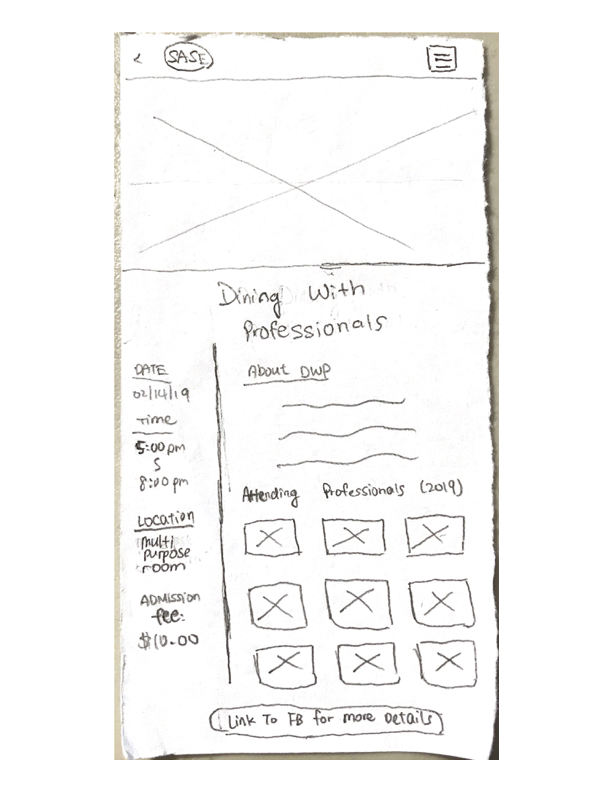 <
SASE
Dining With
Professionals
DATE
02/14/19
Time
5:00pm
S
8:00pm
LOCATION
multi
purpose
room
ADMISSION
fee:
$10.00
About DWP
Attending Professionals (2019)
Link To FB for more Details